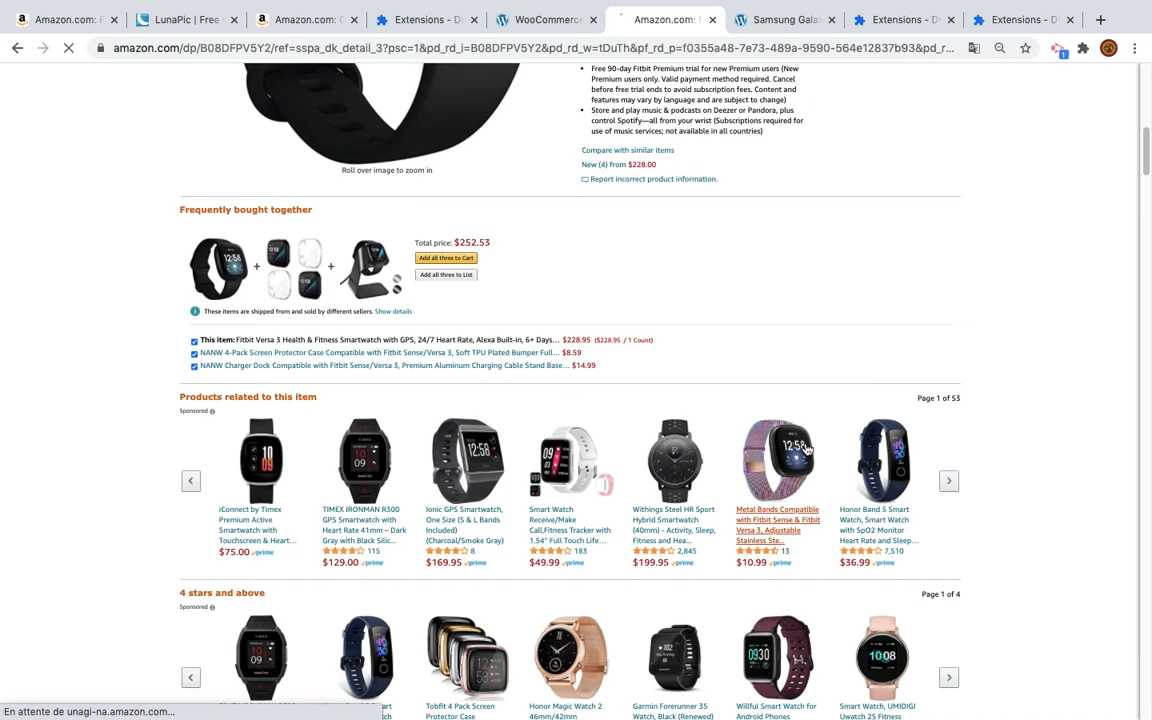 Amazon.com: F
LunaPic | Free
Amazon.com: G
Extensions - De
WooCommerce
Amazon.com: F
Samsung Galax
Extensions - De
Extensions - De
amazon.com/dp/B08DFPV5Y2/ref=sspa_dk_detail_3?psc=1&pd_rd_i=B08DFPV5Y2&pd_rd_w=tDuTh&pf_rd_p=f0355a48-7e73-489a-9590-564e12837b93&pd_r...
1
Free 90-day Fitbit Premium trial for new Premium users (New
Premium users only. Valid payment method required. Cancel
before free trial ends to avoid subscription fees. Content and
features may vary by language and are subject to change)
Store and play music & podcasts on Deezer or Pandora, plus
control Spotify—all from your wrist (Subscriptions required for
use of music services; not available in all countries)
Roll over image to zoom in
Compare with similar items
New (4) from $228.00
Report incorrect product information.
Frequently bought together
Total price: $252.53
Add all three to Cart
Add all three to List
These items are shipped from and sold by different sellers. Show details
This item: Fitbit Versa 3 Health & Fitness Smartwatch with GPS, 24/7 Heart Rate, Alexa Built-in, 6+ Days... $228.95 ($228.95 / 1 Count)
NANW 4-Pack Screen Protector Case Compatible with Fitbit Sense/Versa 3, Soft TPU Plated Bumper Full... $8.59
NANW Charger Dock Compatible with Fitbit Sense/Versa 3, Premium Aluminum Charging Cable Stand Base... $14.99
Products related to this item
Page 1 of 53
Sponsored
iConnect by Timex
Premium Active
Smartwatch with
Touchscreen & Heart...
$75.00 prime
TIMEX IRONMAN R300
GPS Smartwatch with
Heart Rate 41mm – Dark
Gray with Black Silic...
115
$129.00 prime
Ionic GPS Smartwatch,
One Size (S & L Bands
Included)
(Charcoal/Smoke Gray)
8
$169.95 prime
Smart Watch
Receive/Make
Call,Fitness Tracker with
1.54" Full Touch Life...
183
$49.99 prime
Withings Steel HR Sport
Hybrid Smartwatch
(40mm) - Activity, Sleep,
Fitness and Hea...
2,845
$199.95 prime
Metal Bands Compatible
with Fitbit Sense & Fitbit
Versa 3, Adjustable
Stainless Ste...
13
$10.99 prime
Honor Band 5 Smart
Watch, Smart Watch
with SpO2 Monitor
Heart Rate and Sleep...
7,510
$36.99 prime
4 stars and above
Page 1 of 4
Sponsored
Tobfit 4 Pack Screen
Protector Case
Honor Magic Watch 2
46mm/42mm
Garmin Forerunner 35
Watch, Black (Renewed)
Willful Smart Watch for
Android Phones
Smart Watch, UMIDIGI
Uwatch 2S Fitness
En attente de unagi-na.amazon.com...